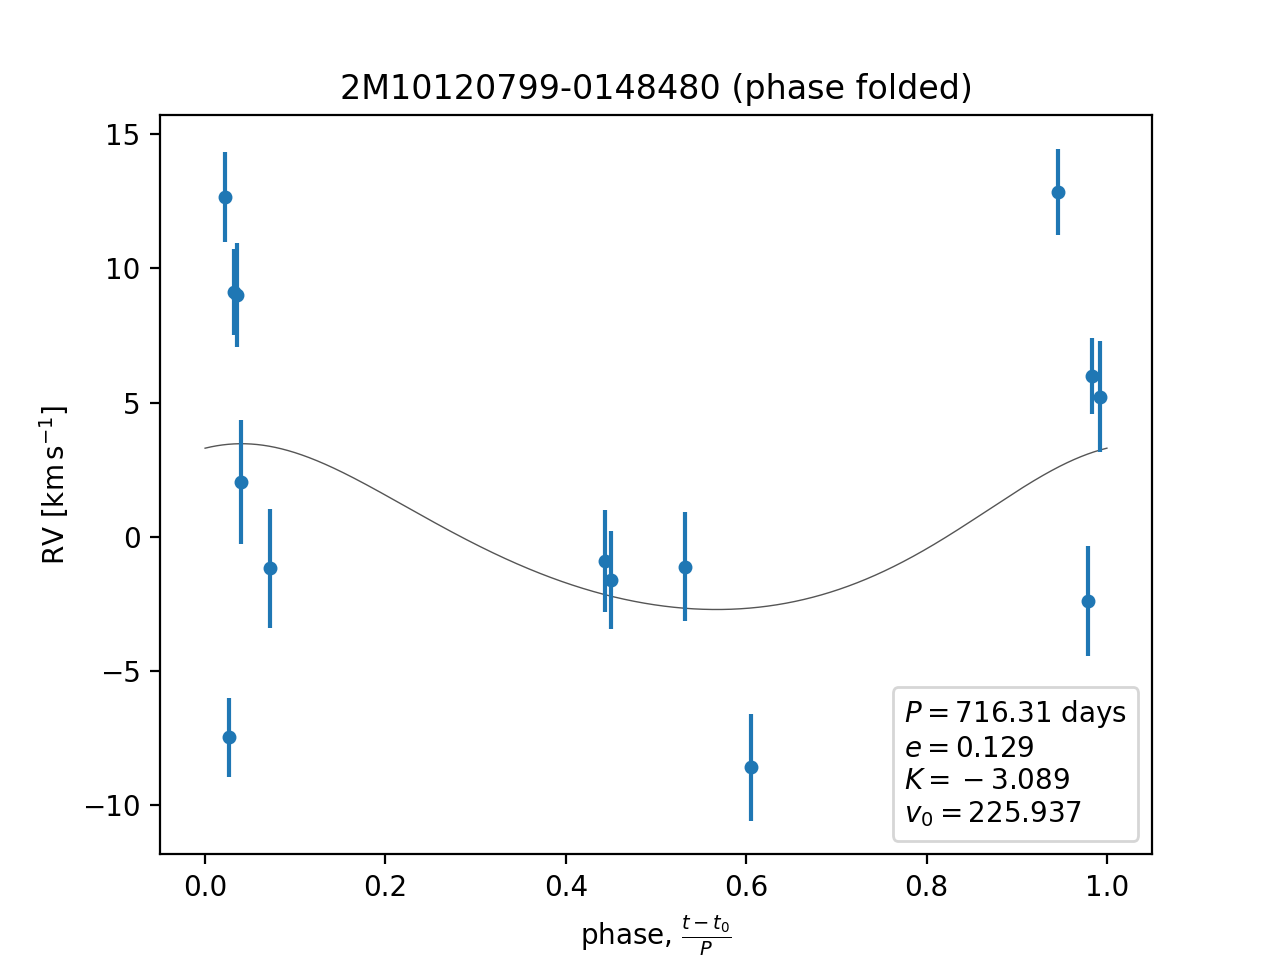 2M10120799-0148480 (phase folded)
RV [km s⁻¹]
15
10
5
0
−5
−10
0.0 0.2 0.4 0.6 0.8 1.0
phase, (t − t₀)/P
P = 716.31 days
e = 0.129
K = −3.089
v₀ = 225.937